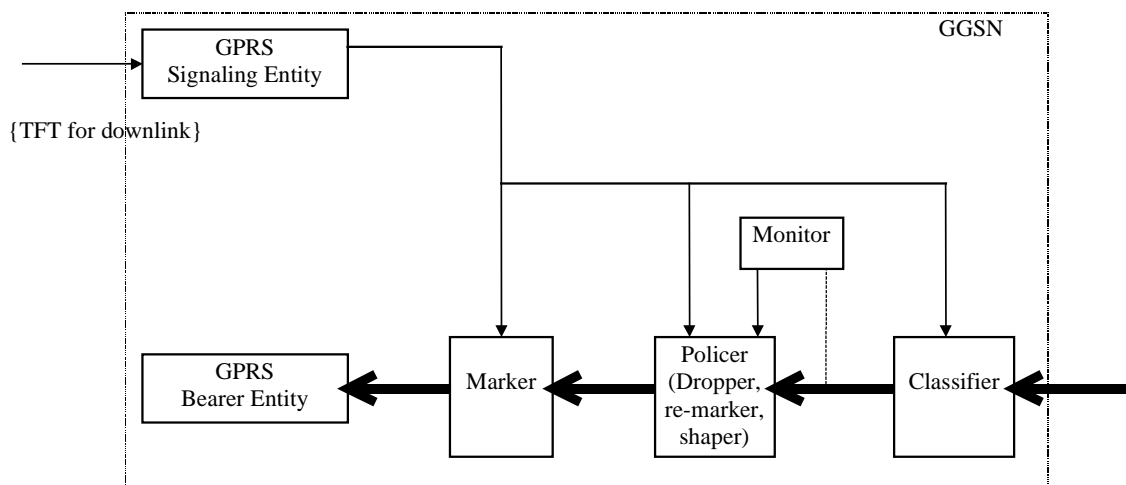 GGSN
GPRS
Signaling Entity
{TFT for downlink}
Monitor
GPRS
Bearer Entity
Marker
Policer
(Dropper,
re-marker,
shaper)
Classifier